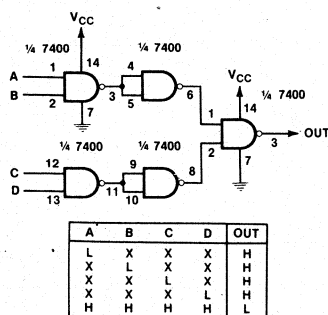 VCC
¼ 7400
¼ 7400
14
A 1
B 2
3
7
4
5
6
VCC
14
¼ 7400
1
2
3 OUT
7
¼ 7400
¼ 7400
C 12
D 13
11
9
10
8
A B C D OUT
L X X X H
X L X X H
X X L X H
X X X L H
H H H H L